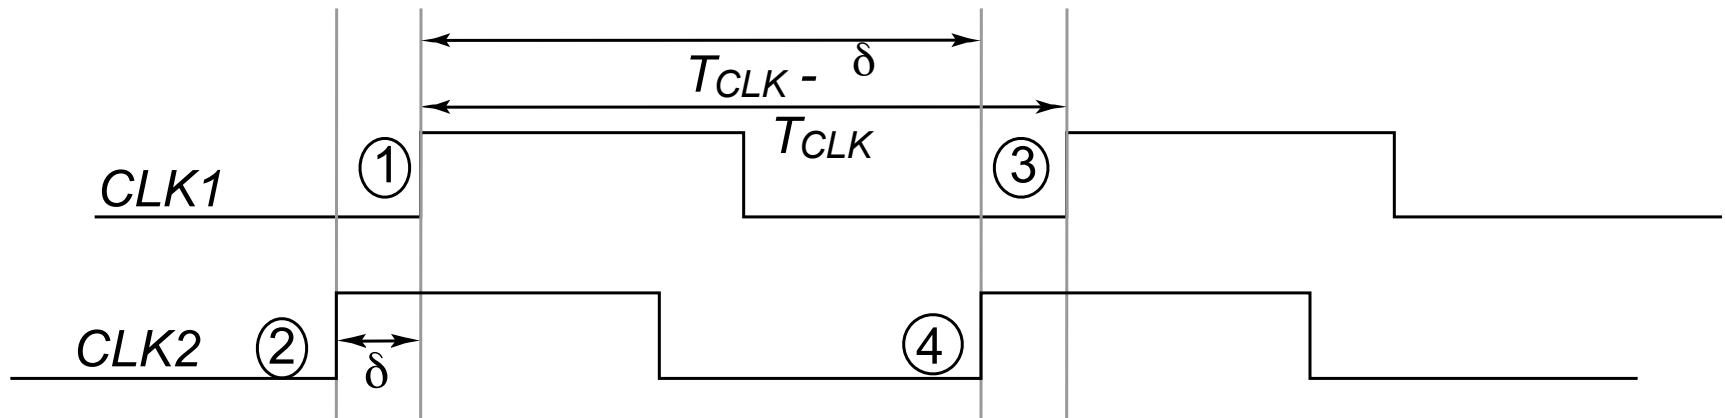 T_CLK - δ
T_CLK
CLK1 1 3
CLK2 2 4
δ